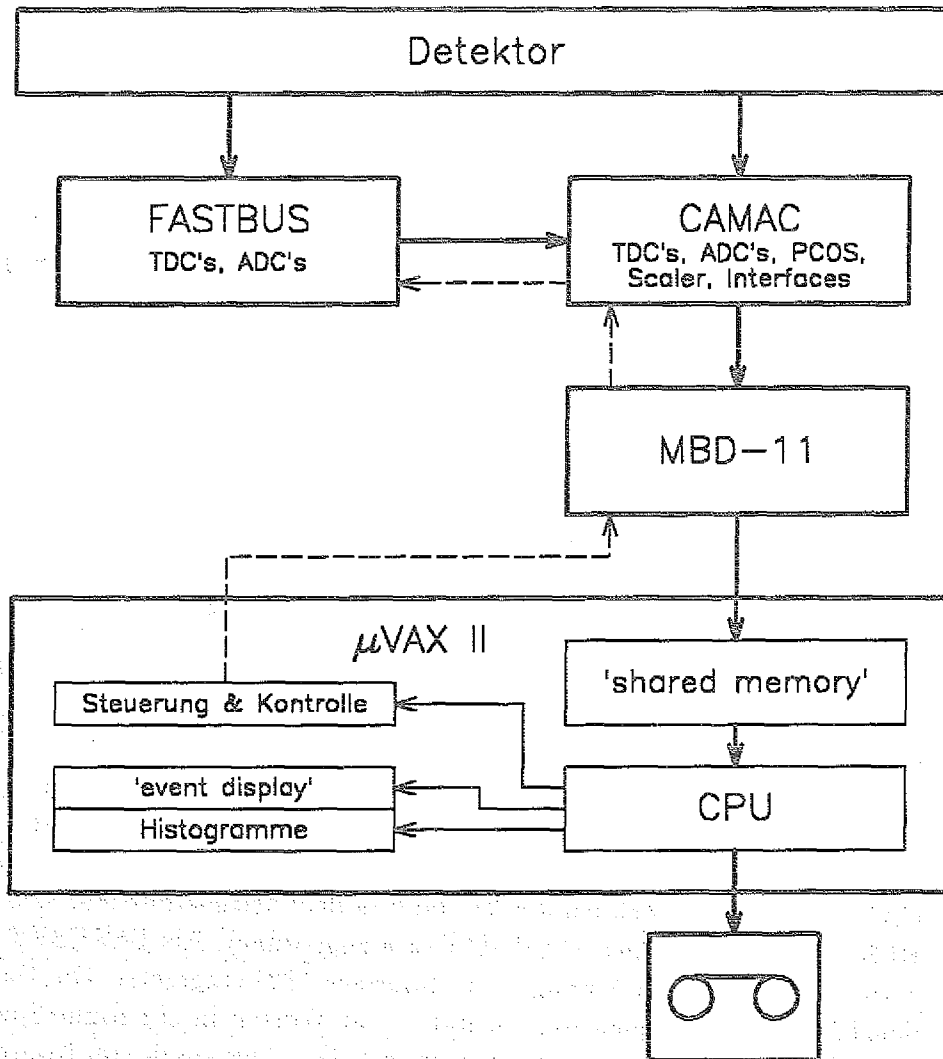 Detektor
FASTBUS
TDC's, ADC's
CAMAC
TDC's, ADC's, PCOS,
Scaler, Interfaces
MBD-11
μVAX II
'shared memory'
Steuerung & Kontrolle
'event display'
Histogramme
CPU